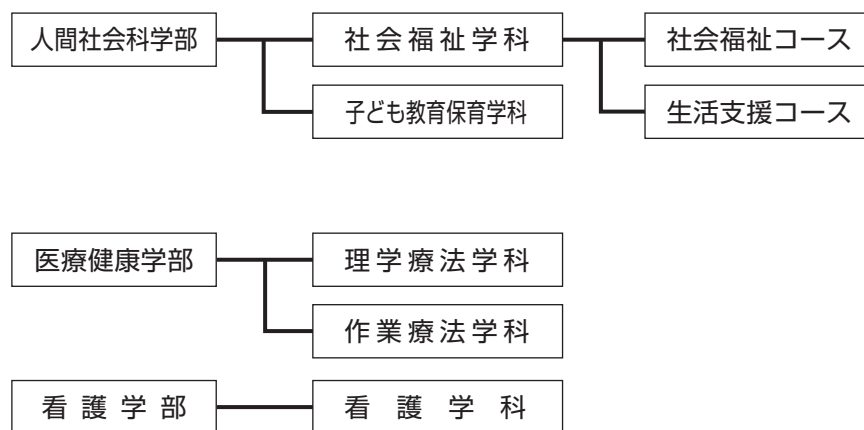 人間社会科学部 社会福祉学科 社会福祉コース
子ども教育保育学科 生活支援コース
医療健康学部 理学療法学科
作業療法学科
看護学部 看護学科